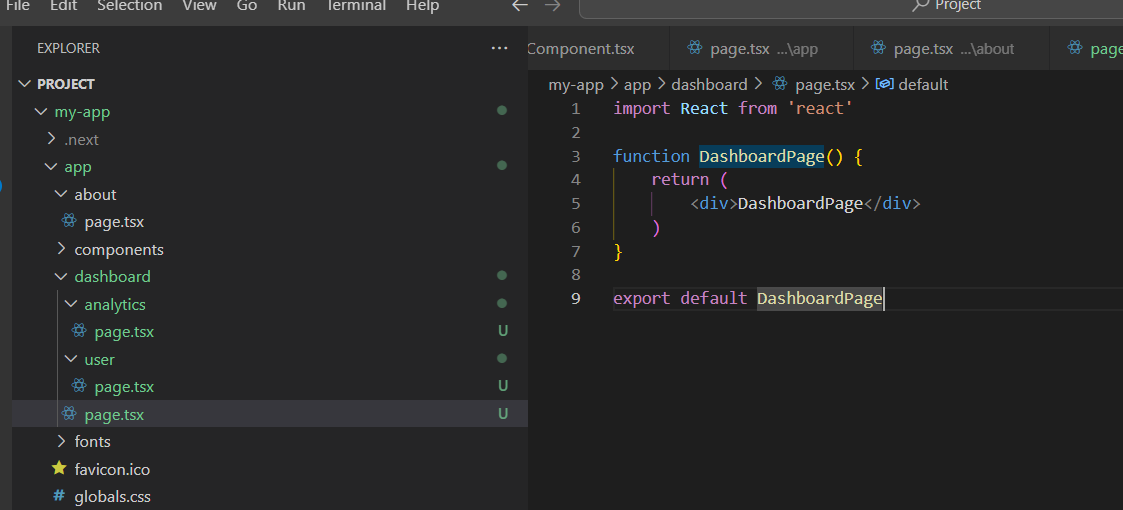 File Edit Selection View Go Run Terminal Help
Project
EXPLORER
PROJECT
my-app
.next
app
about
page.tsx
components
dashboard
analytics
page.tsx U
user
page.tsx U
page.tsx U
fonts
favicon.ico
# globals.css
Component.tsx page.tsx ...\app page.tsx ...\about page
my-app > app > dashboard > page.tsx > default
1 import React from 'react'
2
3 function DashboardPage() {
4 return (
5 <div>DashboardPage</div>
6 )
7 }
8
9 export default DashboardPage